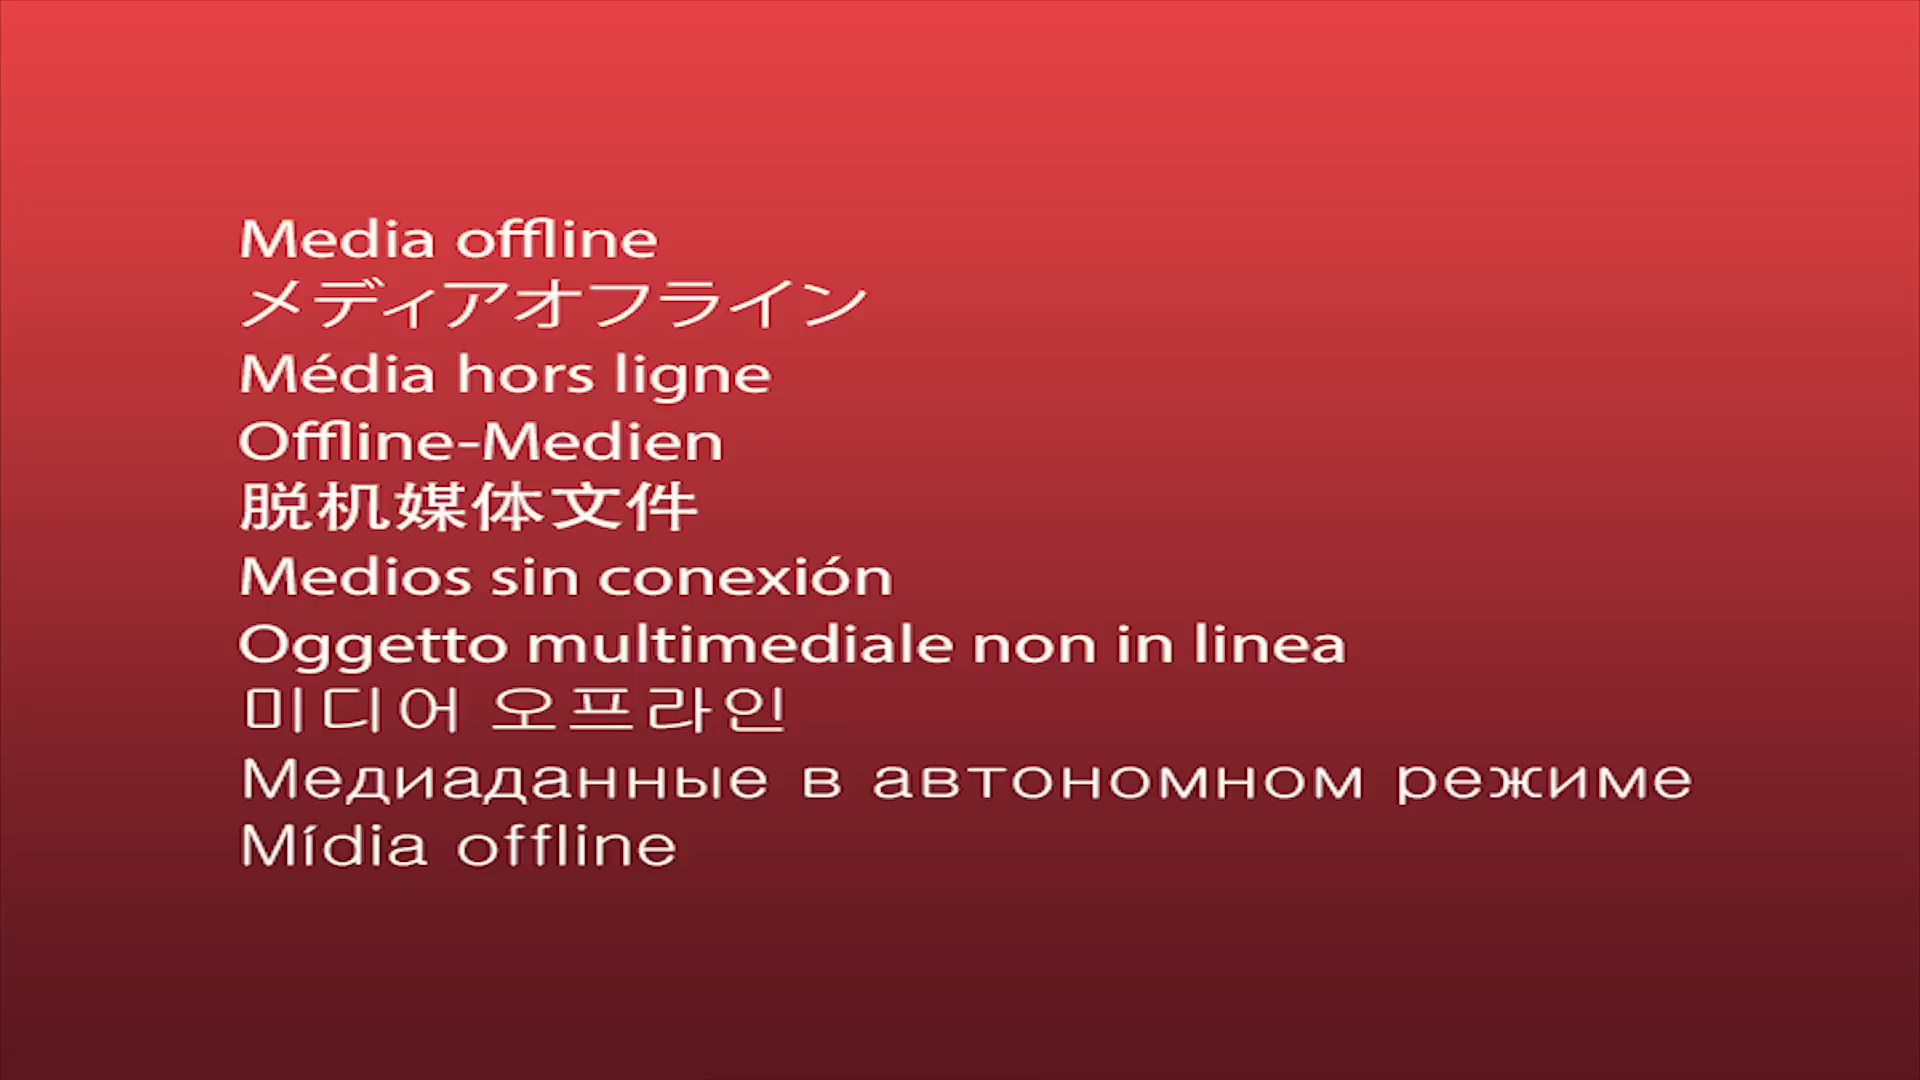 Media offline
メディアオフライン
Média hors ligne
Offline-Medien
脱机媒体文件
Medios sin conexión
Oggetto multimediale non in linea
미디어 오프라인
Медиаданные в автономном режиме
Mídia offline